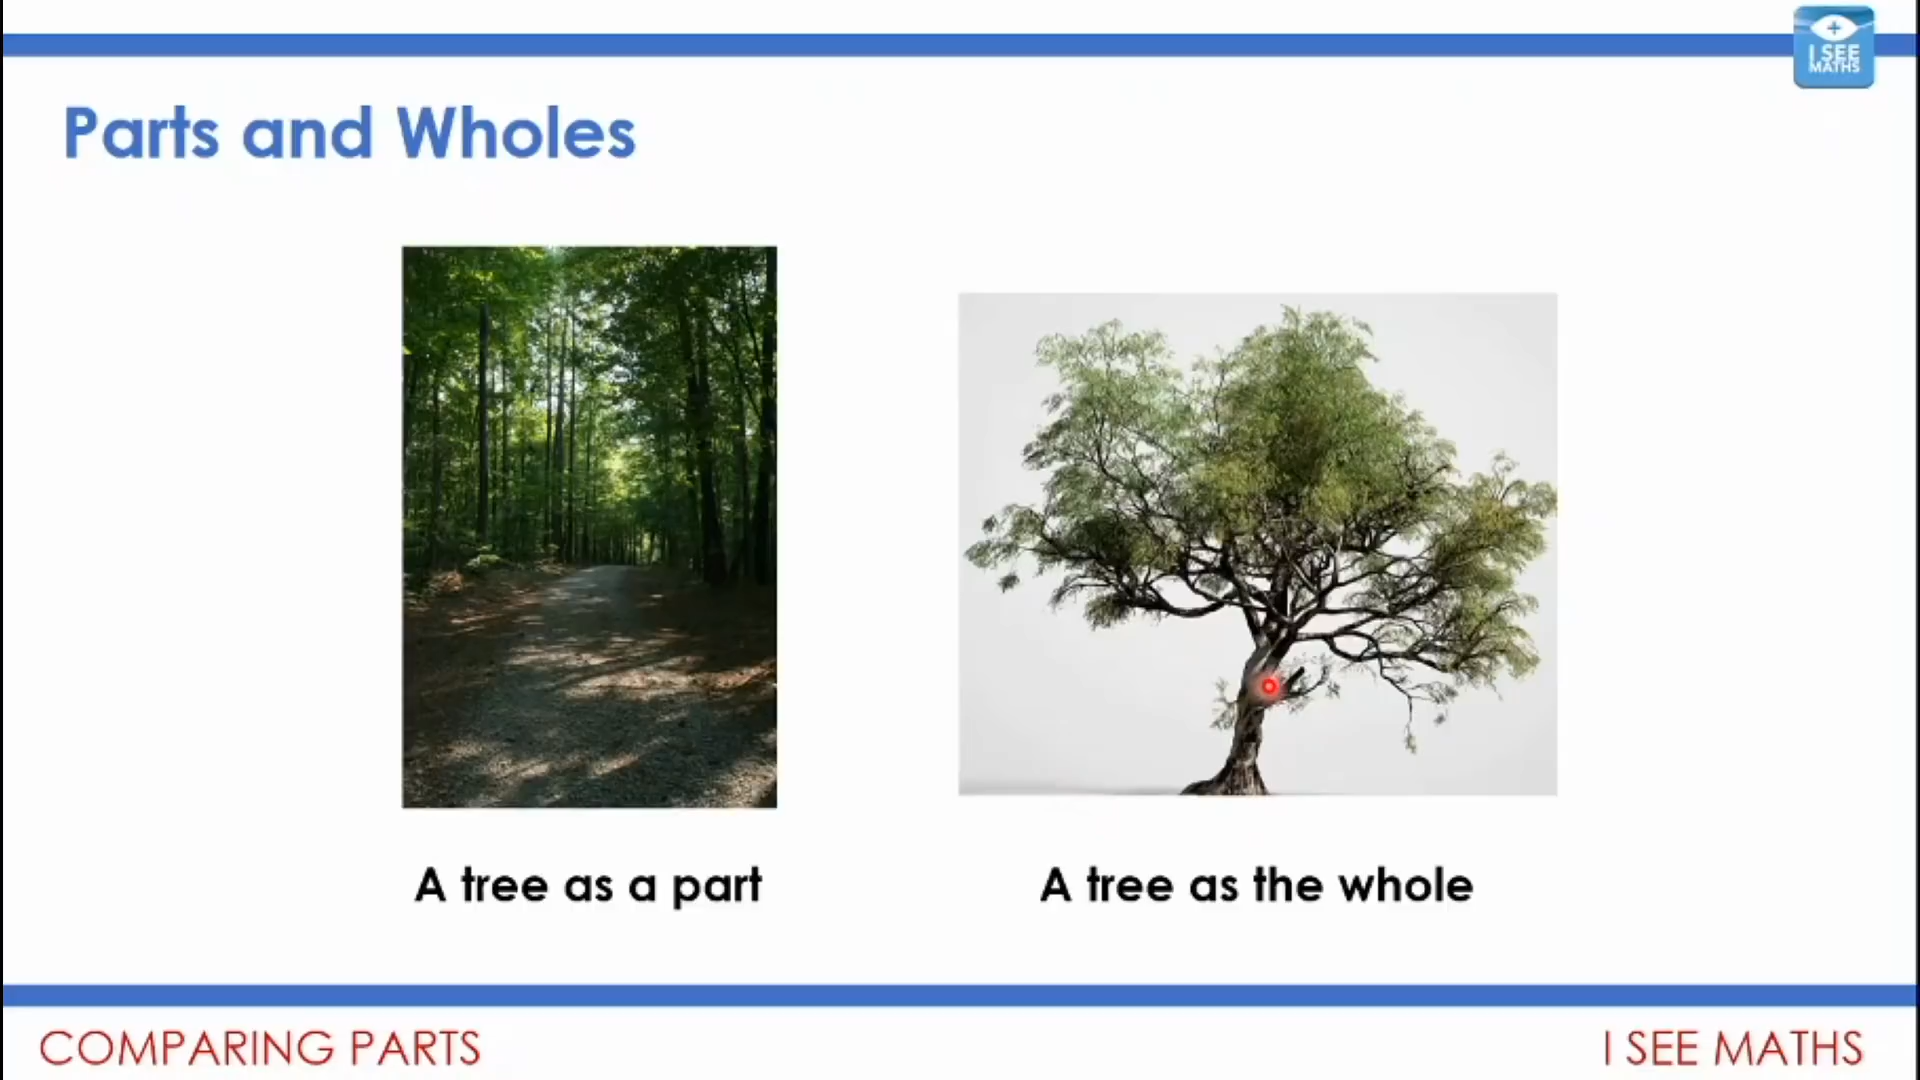 I SEE
MATHS
Parts and Wholes
A tree as a part
A tree as the whole
COMPARING PARTS
I SEE MATHS